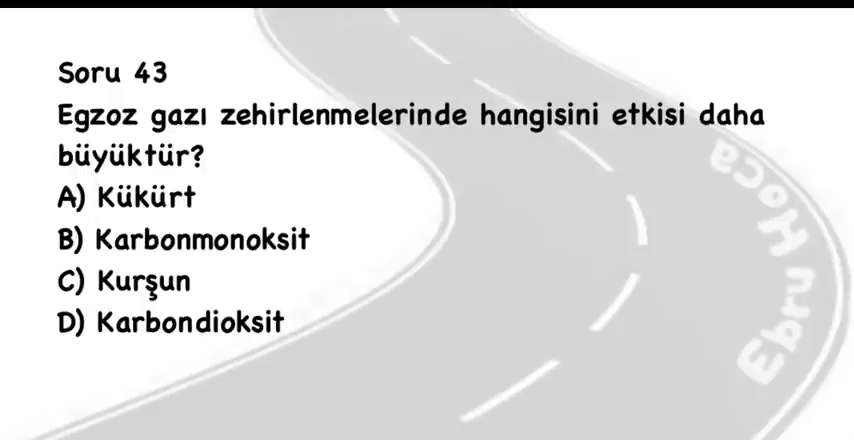 Soru 43
Egzoz gazı zehirlenmelerinde hangisini etkisi daha
büyüktür?
A) Kükürt
B) Karbonmonoksit
C) Kurşun
D) Karbondioksit
Ebru Hoca